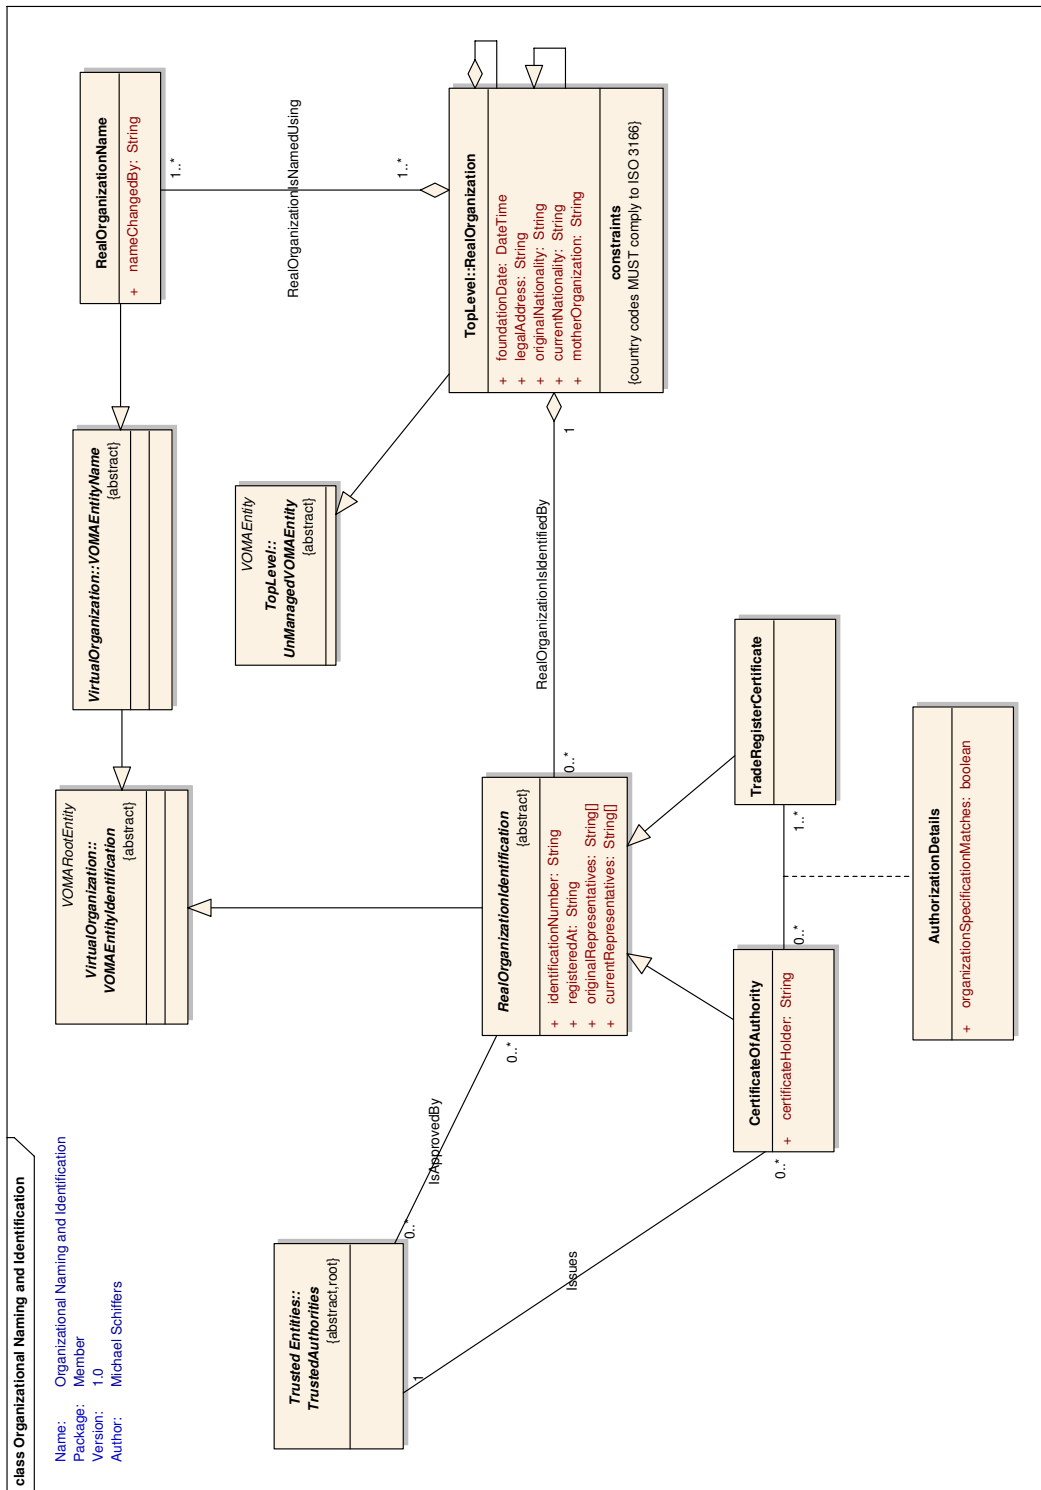 class Organizational Naming and Identification
Name: Organizational Naming and Identification
Package: Member
Version: 1.0
Author: Michael Schiffers
VOMARootEntity
VirtualOrganization::
VOMAEntityIdentification
{abstract}
VirtualOrganization::VOMAEntityName
{abstract}
RealOrganizationName
+ nameChangedBy: String
1..*
RealOrganizationIsNamedUsing
1..*
VOMAEntity
TopLevel::
UnManagedVOMAEntity
{abstract}
TopLevel::RealOrganization
+ foundationDate: DateTime
+ legalAddress: String
+ originalNationality: String
+ currentNationality: String
+ motherOrganization: String
constraints
{country codes MUST comply to ISO 3166}
1
RealOrganizationIsIdentifiedBy
0..*
Trusted Entities::
TrustedAuthorities
{abstract,root}
0..*
IsApprovedBy
0..*
RealOrganizationIdentification
{abstract}
+ identificationNumber: String
+ registeredAt: String
+ originalRepresentatives: String[]
+ currentRepresentatives: String[]
1
Issues
0..*
CertificateOfAuthority
+ certificateHolder: String
0..*
1..*
TradeRegisterCertificate
AuthorizationDetails
+ organizationSpecificationMatches: boolean